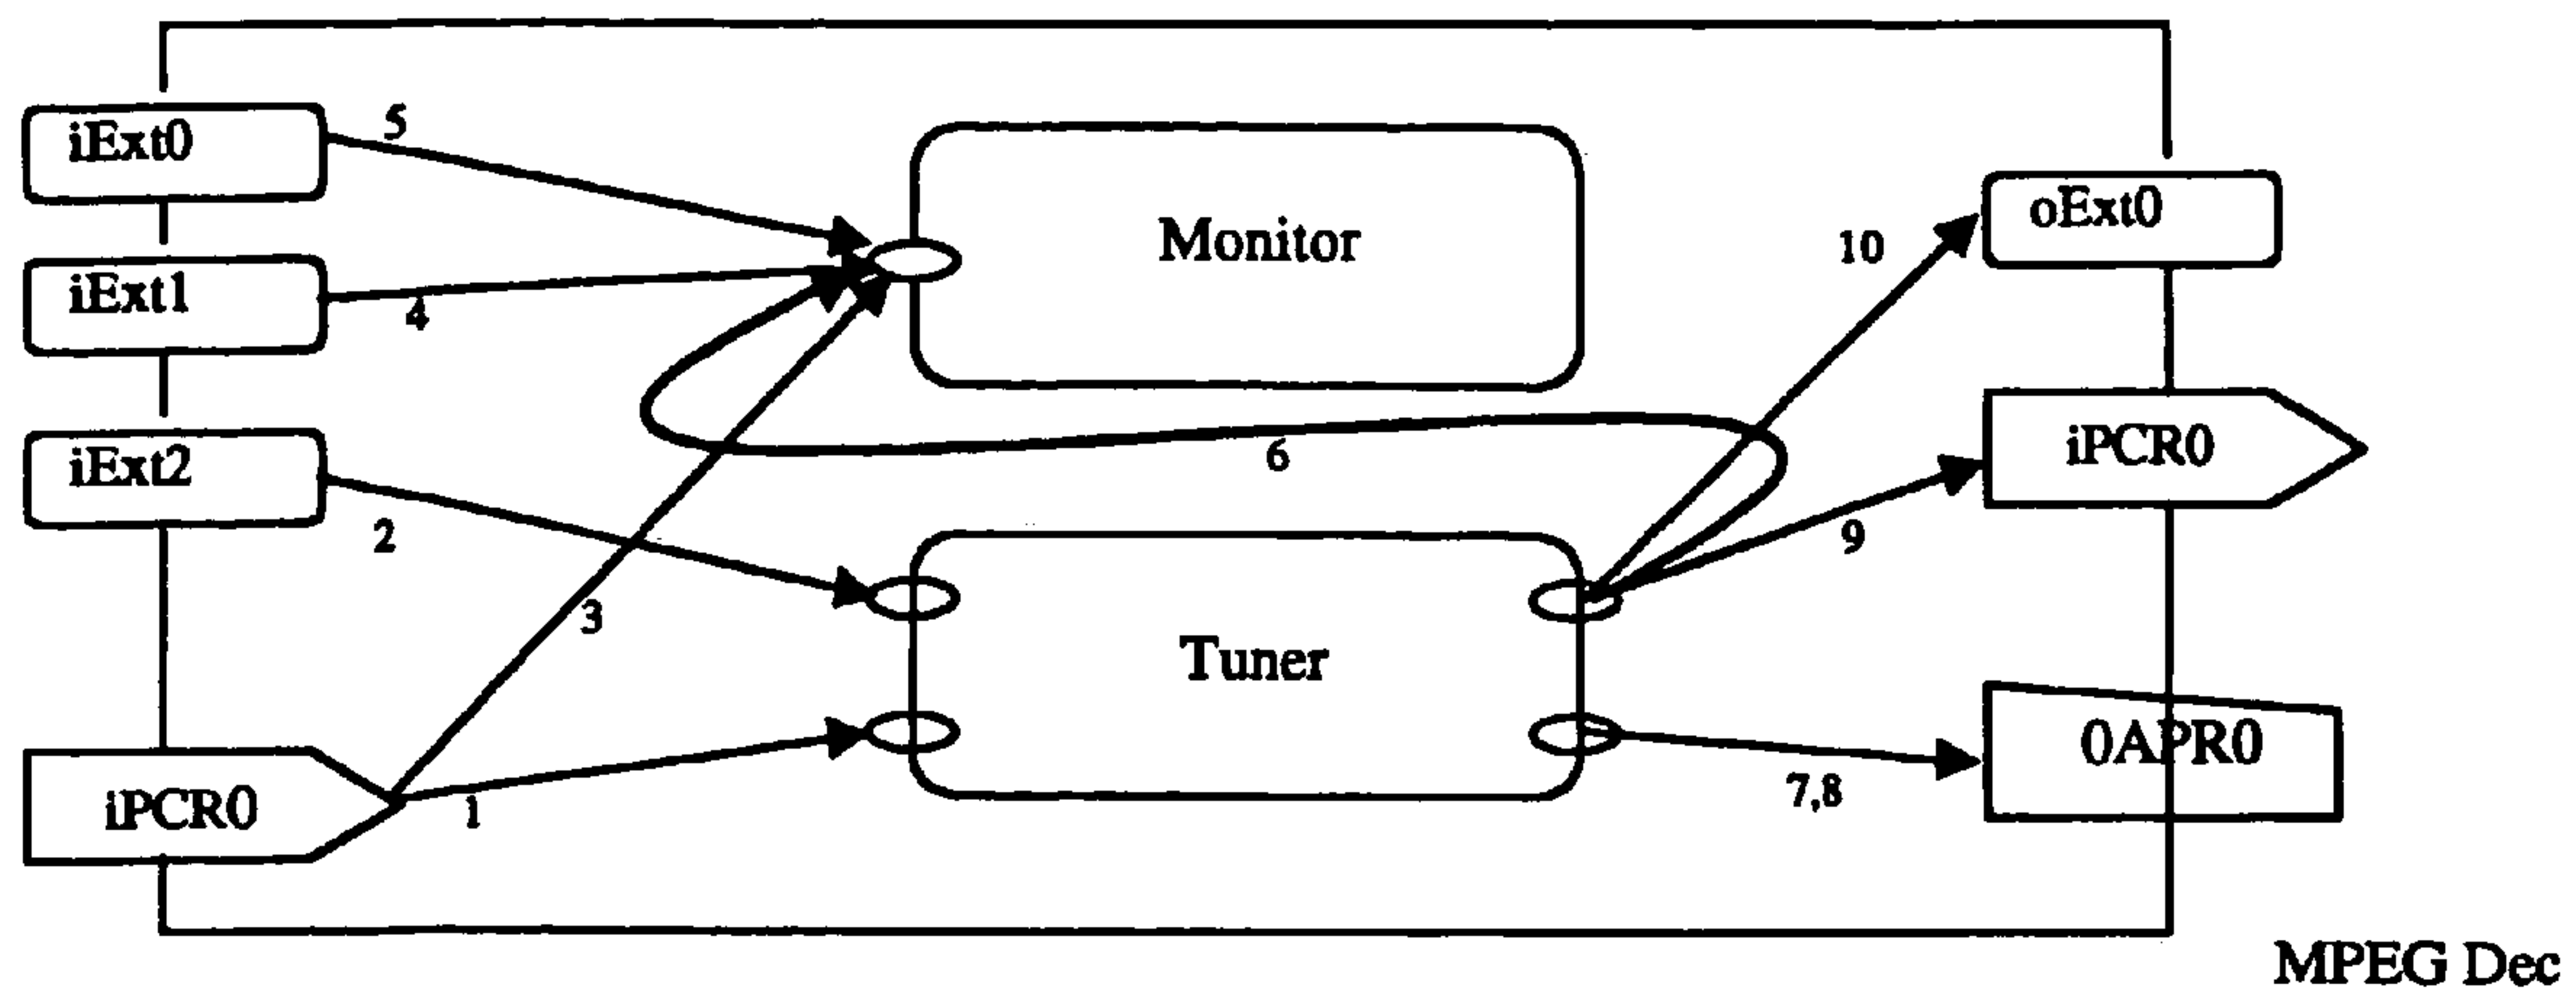 iExt0
5
iExt1
4
iExt2
2
3
iPCR0
1
Monitor
6
Tuner
10
oExt0
9
iPCR0
7,8
0APR0
MPEG Dec